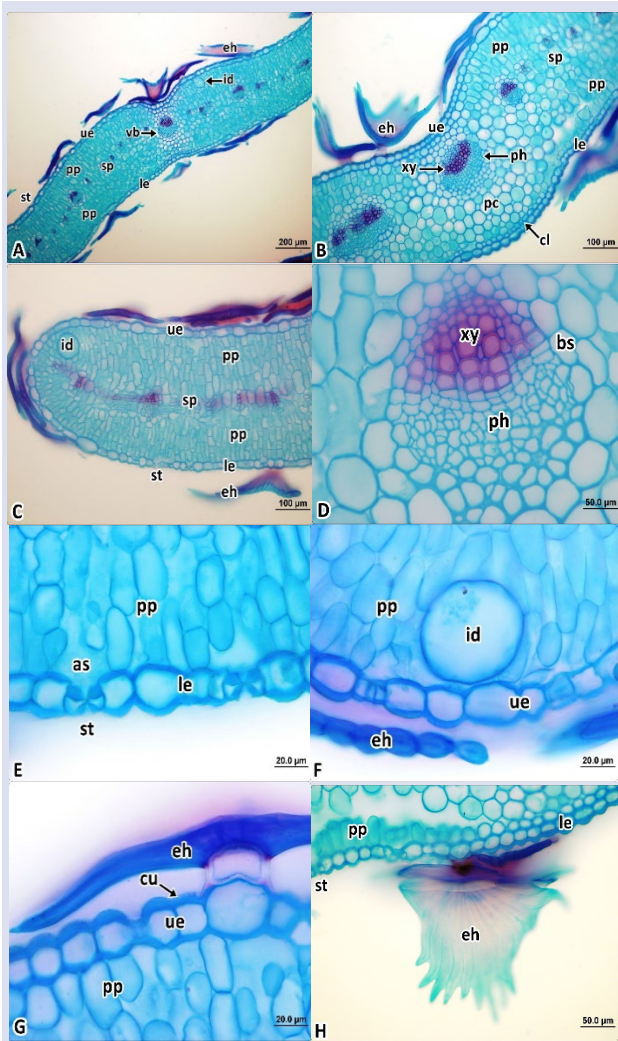 eh
id
ue
vb
pp
sp
st
pp
le
A
200 µm
pp
sp
pp
eh
ue
le
ph
xy
pc
cl
B
100 µm
ue
id
pp
sp
pp
st
le
eh
C
100 µm
xy
bs
ph
D
50.0 µm
pp
as
le
st
E
20.0 µm
pp
id
ue
eh
F
20.0 µm
eh
cu
ue
pp
G
20.0 µm
pp
le
st
eh
H
50.0 µm